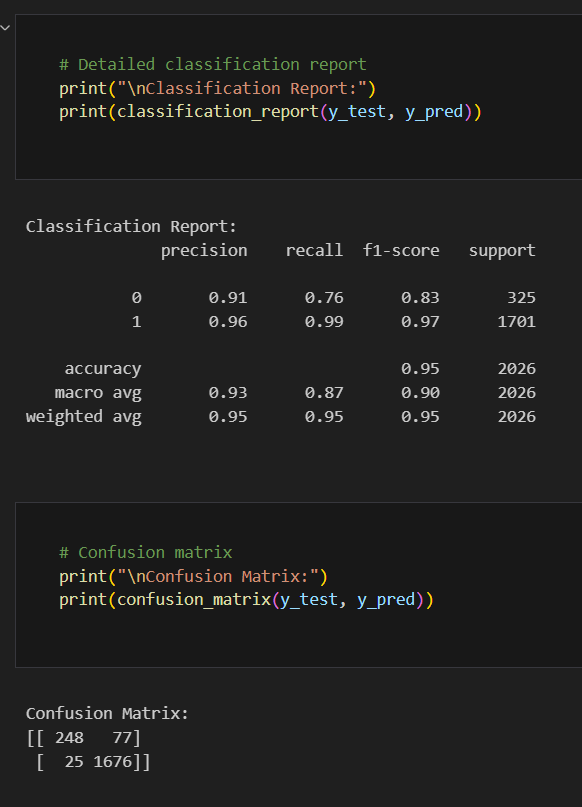 # Detailed classification report
print("\nClassification Report:")
print(classification_report(y_test, y_pred))
Classification Report:
precision recall f1-score support
0 0.91 0.76 0.83 325
1 0.96 0.99 0.97 1701
accuracy 0.95 2026
macro avg 0.93 0.87 0.90 2026
weighted avg 0.95 0.95 0.95 2026
# Confusion matrix
print("\nConfusion Matrix:")
print(confusion_matrix(y_test, y_pred))
Confusion Matrix:
[[ 248 77]
[ 25 1676]]